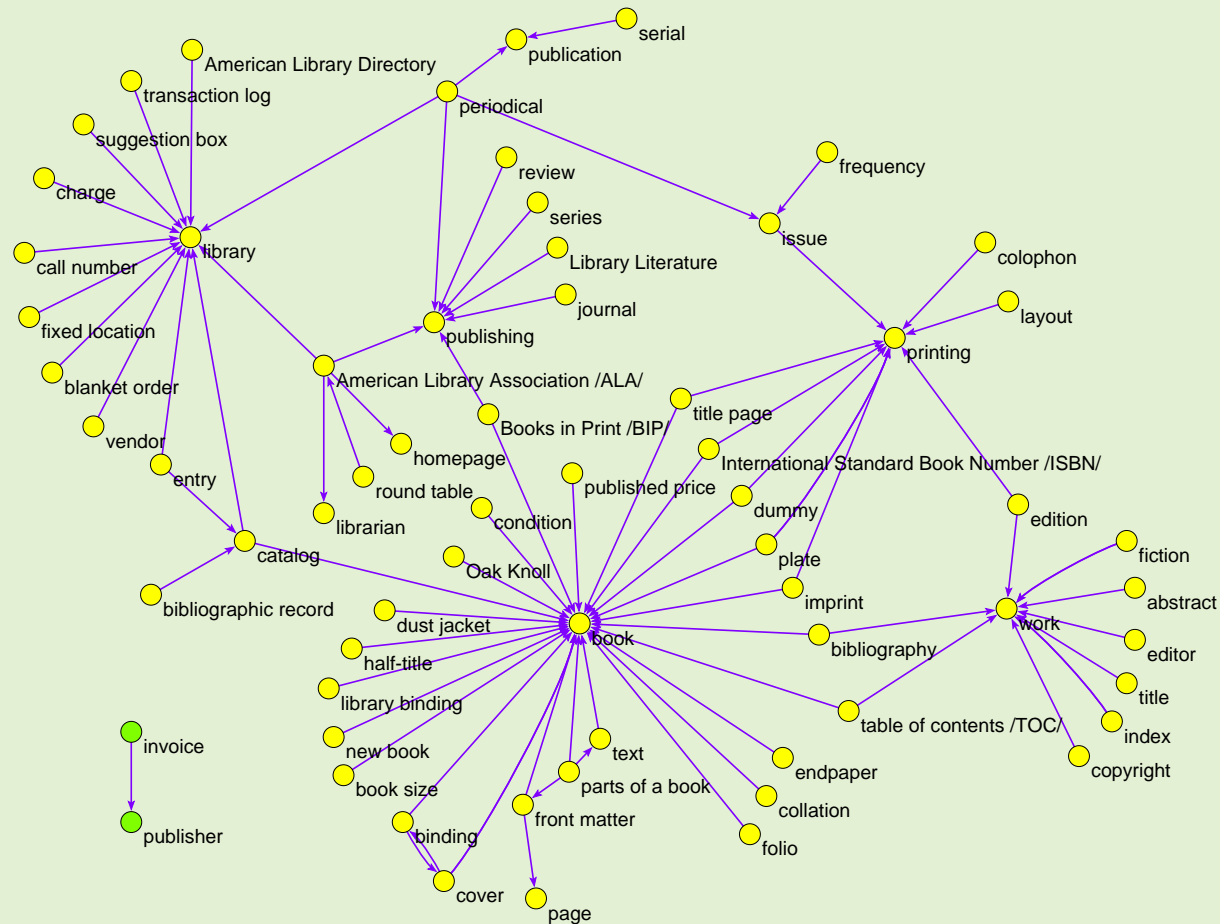 serial
publication
American Library Directory
transaction log
periodical
suggestion box
frequency
review
charge
series
issue
library
colophon
call number
Library Literature
journal
layout
fixed location
publishing
printing
blanket order
American Library Association /ALA/
title page
Books in Print /BIP/
vendor
homepage
International Standard Book Number /ISBN/
entry
round table
published price
dummy
librarian
condition
edition
catalog
plate
fiction
Oak Knoll
bibliographic record
imprint
abstract
dust jacket
book
work
bibliography
half-title
editor
library binding
title
table of contents /TOC/
invoice
new book
text
index
endpaper
copyright
book size
parts of a book
collation
publisher
binding
front matter
folio
cover
page